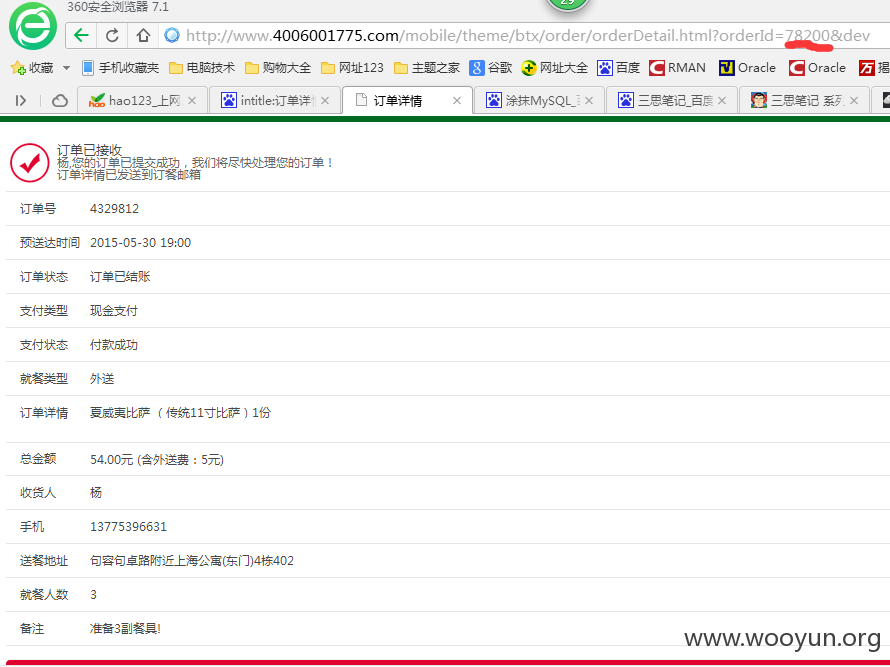 360安全浏览器 7.1
29
http://www.4006001775.com/mobile/theme/btx/order/orderDetail.html?orderId=78200&dev
收藏 手机收藏夹 电脑技术 购物大全 网址123 主题之家 谷歌 网址大全 百度 RMAN Oracle Oracle
hao123_上网 intitle:订单详 订单详情 涂抹MySQL_ 三思笔记_百度 三思笔记 系列
订单已接收
杨,您的订单已提交成功，我们将尽快处理您的订单！
订单详情已发送到订餐邮箱
订单号 4329812
预送达时间 2015-05-30 19:00
订单状态 订单已结账
支付类型 现金支付
支付状态 付款成功
就餐类型 外送
订单详情 夏威夷比萨 （传统11寸比萨）1份
总金额 54.00元 (含外送费：5元)
收货人 杨
手机 13775396631
送餐地址 句容句卓路附近上海公寓(东门)4栋402
就餐人数 3
备注 准备3副餐具!
www.wooyun.org